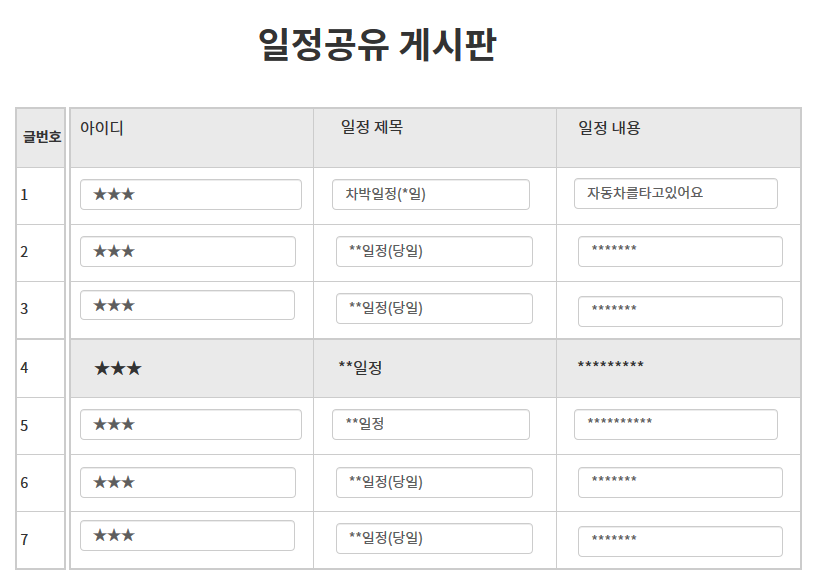 일정공유 게시판
글번호 아이디 일정 제목 일정 내용
1 ★★★ 차박일정(*일) 자동차를타고있어요
2 ★★★ **일정(당일) *******
3 ★★★ **일정(당일) *******
4 ★★★ **일정 *********
5 ★★★ **일정 **********
6 ★★★ **일정(당일) *******
7 ★★★ **일정(당일) *******